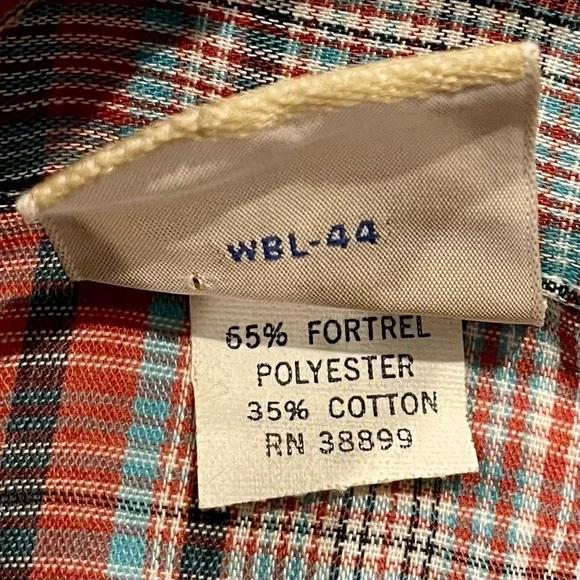 WBL-44
65% FORTREL
POLYESTER
35% COTTON
RN 38899